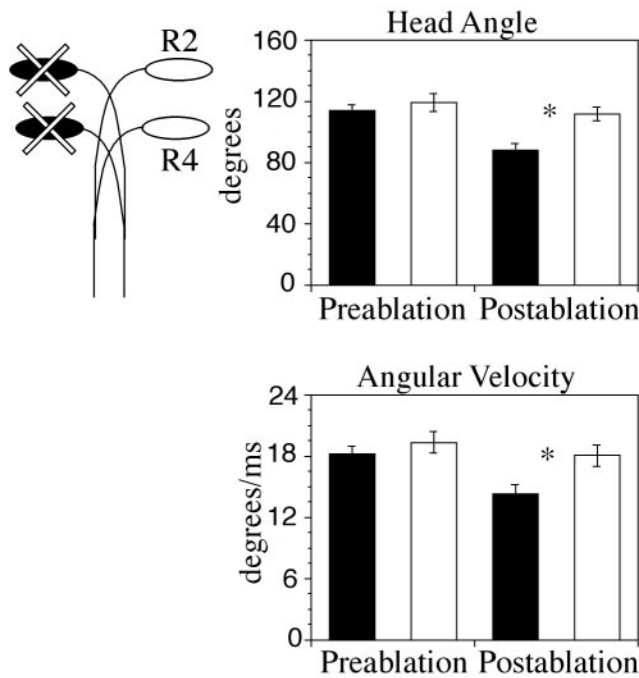 R2
R4
Head Angle
160
120
80
40
0
degrees
*
Preablation Postablation
Angular Velocity
24
18
12
6
0
degrees/ms
*
Preablation Postablation